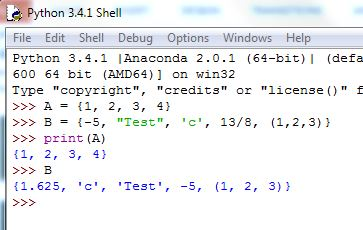 Python 3.4.1 Shell
File Edit Shell Debug Options Windows Help
Python 3.4.1 |Anaconda 2.0.1 (64-bit)| (defa
600 64 bit (AMD64)] on win32
Type "copyright", "credits" or "license()" f
>>> A = {1, 2, 3, 4}
>>> B = {-5, "Test", 'c', 13/8, (1,2,3)}
>>> print(A)
{1, 2, 3, 4}
>>> B
{1.625, 'c', 'Test', -5, (1, 2, 3)}
>>>